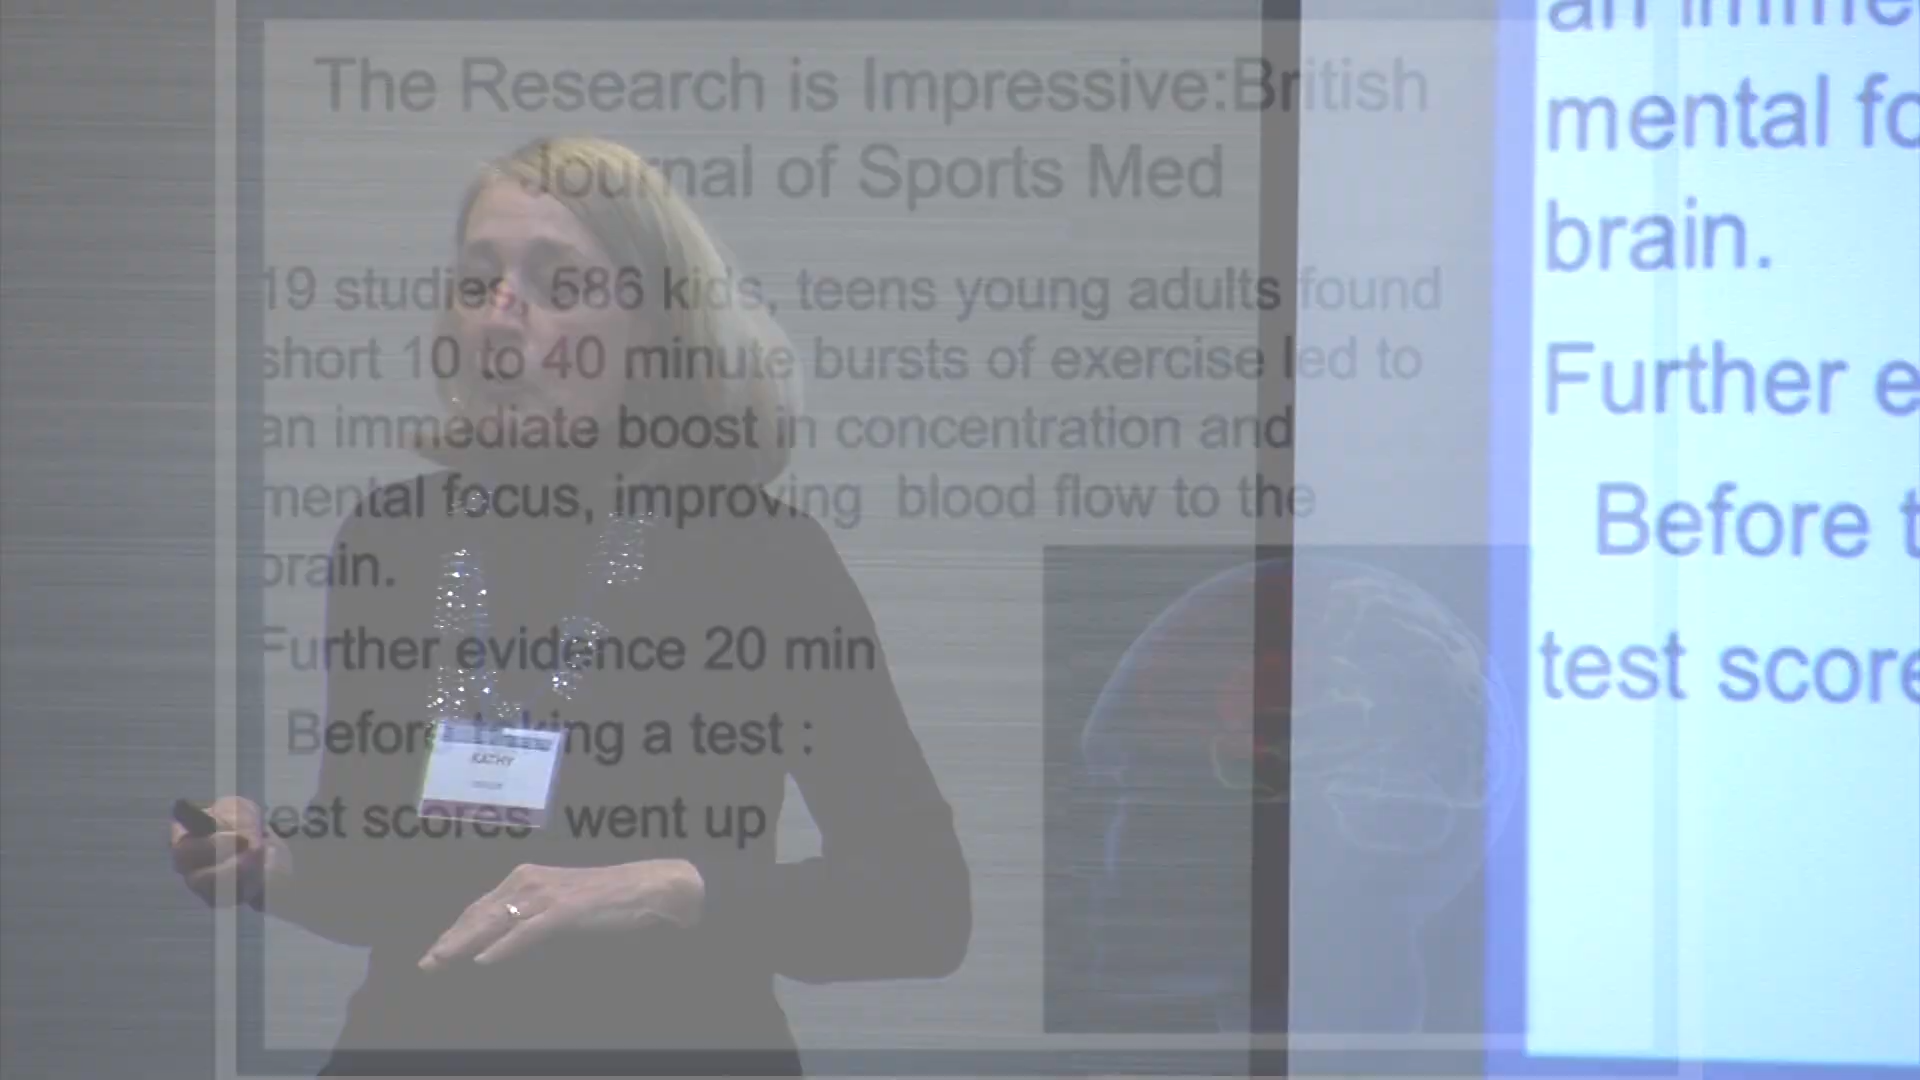 The Research is Impressive:British
Journal of Sports Med
19 studies 586 kids, teens young adults found
short 10 to 40 minute bursts of exercise led to
an immediate boost in concentration and
mental focus, improving blood flow to the
brain.
Further evidence 20 min
Before taking a test :
test scores went up
KATHY
an imme
mental fo
brain.
Further e
Before t
test score